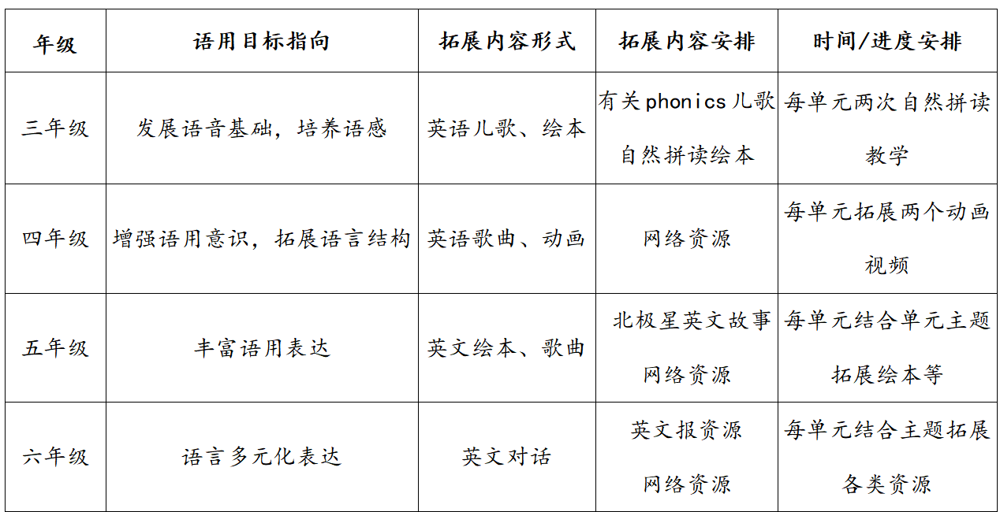 年级 语用目标指向 拓展内容形式 拓展内容安排 时间/进度安排
三年级 发展语音基础，培养语感 英语儿歌、绘本 有关phonics儿歌 每单元两次自然拼读
自然拼读绘本 教学
四年级 增强语用意识，拓展语言结构 英语歌曲、动画 网络资源 每单元拓展两个动画
视频
五年级 丰富语用表达 英文绘本、歌曲 北极星英文故事 每单元结合单元主题
网络资源 拓展绘本等
六年级 语言多元化表达 英文对话 英文报资源 每单元结合主题拓展
网络资源 各类资源